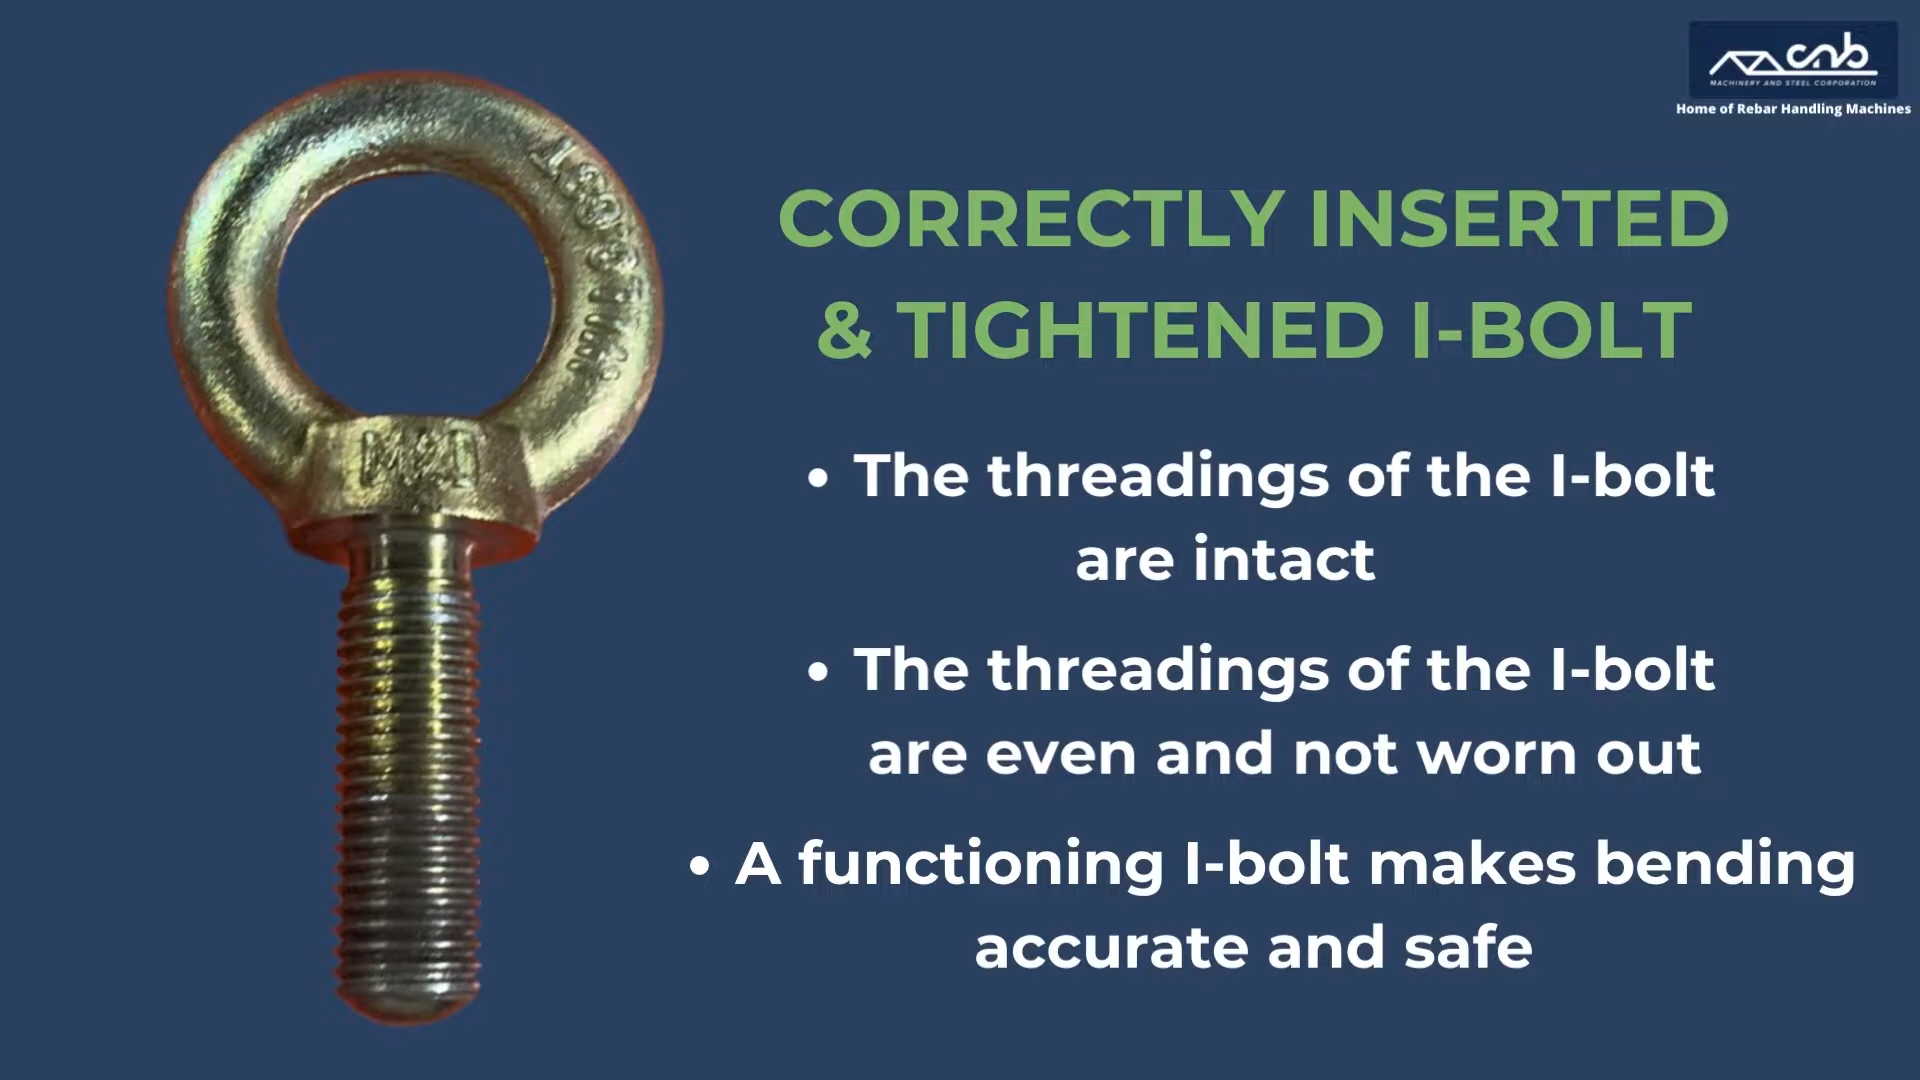 cnb
MACHINERY AND STEEL CORPORATION
Home of Rebar Handling Machines
CORRECTLY INSERTED
& TIGHTENED I-BOLT
• The threadings of the I-bolt
are intact
• The threadings of the I-bolt
are even and not worn out
• A functioning I-bolt makes bending
accurate and safe